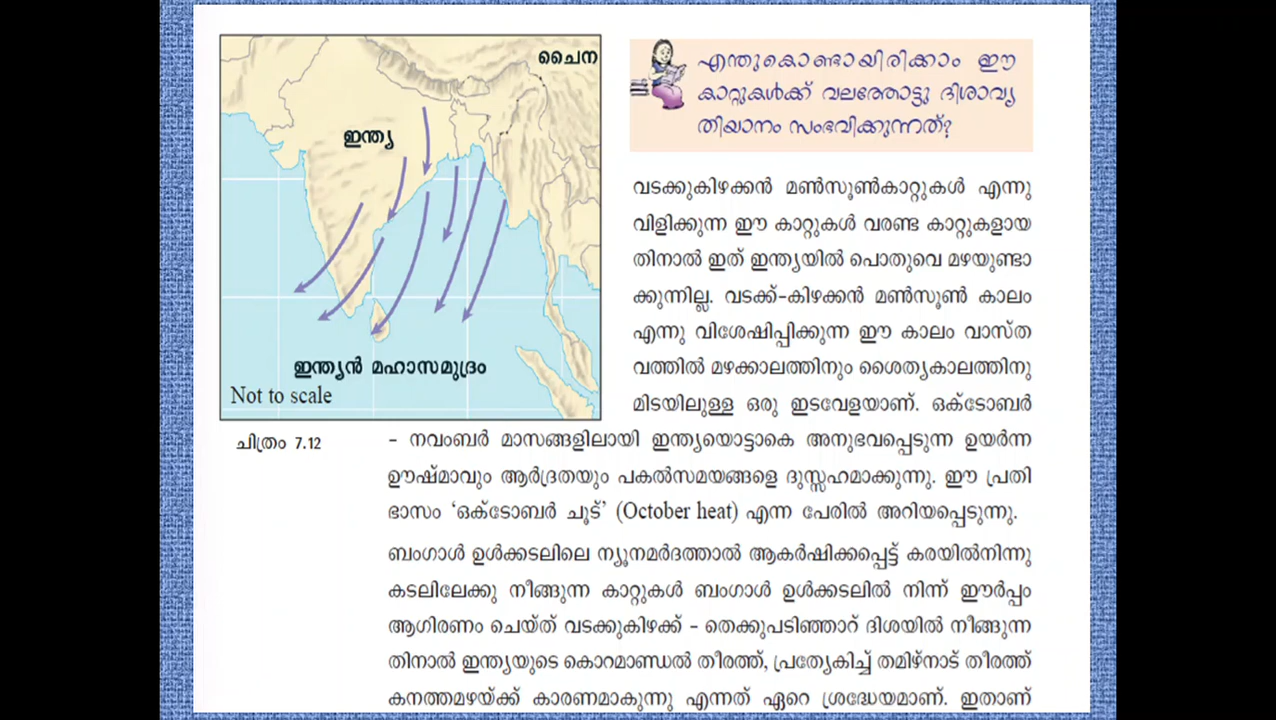 ചൈന
ഇന്ത്യ
ഇന്ത്യൻ മഹാസമുദ്രം
Not to scale
ചിത്രം 7.12
എന്തുകൊണ്ടായിരിക്കാം ഈ
കാറ്റുകൾക്ക് വലത്തോട്ടു ദിശാവ്യ
തിയാനം സംഭവിക്കുന്നത്?
വടക്കുകിഴക്കൻ മൺസൂൺകാറ്റുകൾ എന്നു
വിളിക്കുന്ന ഈ കാറ്റുകൾ വരണ്ട കാറ്റുകളായ
തിനാൽ ഇത് ഇന്ത്യയിൽ പൊതുവെ മഴയുണ്ടാ
ക്കുന്നില്ല. വടക്ക്-കിഴക്കൻ മൺസൂൺ കാലം
എന്നു വിശേഷിപ്പിക്കുന്ന ഈ കാലം വാസ്ത
വത്തിൽ മഴക്കാലത്തിനും ശൈത്യകാലത്തിനു
മിടയിലുള്ള ഒരു ഇടവേളയാണ്. ഒക്ടോബർ
- നവംബർ മാസങ്ങളിലായി ഇന്ത്യയൊട്ടാകെ അനുഭവപ്പെടുന്ന ഉയർന്ന
ഊഷ്മാവും ആർദ്രതയും പകൽസമയങ്ങളെ ദുസ്സഹമാക്കുന്നു. ഈ പ്രതി
ഭാസം ‘ഒക്ടോബർ ചൂട്’ (October heat) എന്ന പേരിൽ അറിയപ്പെടുന്നു.
ബംഗാൾ ഉൾക്കടലിലെ ന്യൂനമർദത്താൽ ആകർഷിക്കപ്പെട്ട് കരയിൽനിന്നു
കടലിലേക്കു നീങ്ങുന്ന കാറ്റുകൾ ബംഗാൾ ഉൾക്കടലിൽ നിന്ന് ഈർപ്പം
ആഗിരണം ചെയ്ത് വടക്കുകിഴക്ക് - തെക്കുപടിഞ്ഞാറ് ദിശയിൽ നീങ്ങുന്ന
തിനാൽ ഇന്ത്യയുടെ കൊറമാണ്ഡൽ തീരത്ത്, പ്രത്യേകിച്ച് തമിഴ്നാട് തീരത്ത്
കനത്തമഴയ്ക്ക് കാരണമാകുന്നു എന്നത് ഏറെ ശ്രദ്ധേയമാണ്. ഇതാണ്